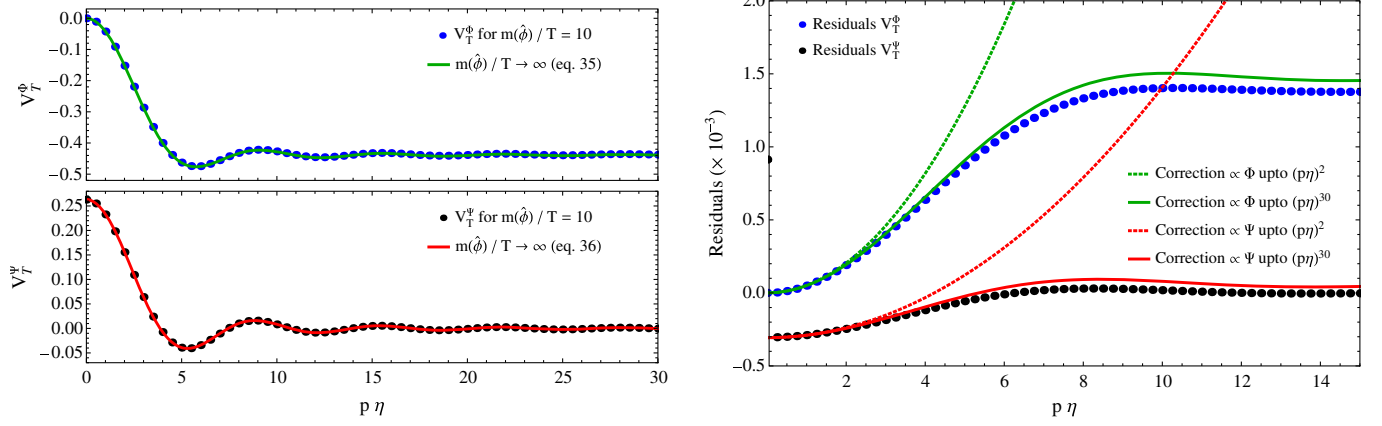 0.0
−0.1
−0.2
−0.3
−0.4
−0.5
V_T^Φ
V_T^Φ for m(ϕ̂) / T = 10
m(ϕ̂) / T → ∞ (eq. 35)
0.25
0.20
0.15
0.10
0.05
0.00
−0.05
V_T^Ψ
V_T^Ψ for m(ϕ̂) / T = 10
m(ϕ̂) / T → ∞ (eq. 36)
0 5 10 15 20 25 30
p η
2.0
1.5
1.0
0.5
0.0
−0.5
Residuals (× 10^−3)
Residuals V_T^Φ
Residuals V_T^Ψ
Correction ∝ Φ upto (pη)^2
Correction ∝ Φ upto (pη)^30
Correction ∝ Ψ upto (pη)^2
Correction ∝ Ψ upto (pη)^30
2 4 6 8 10 12 14
p η